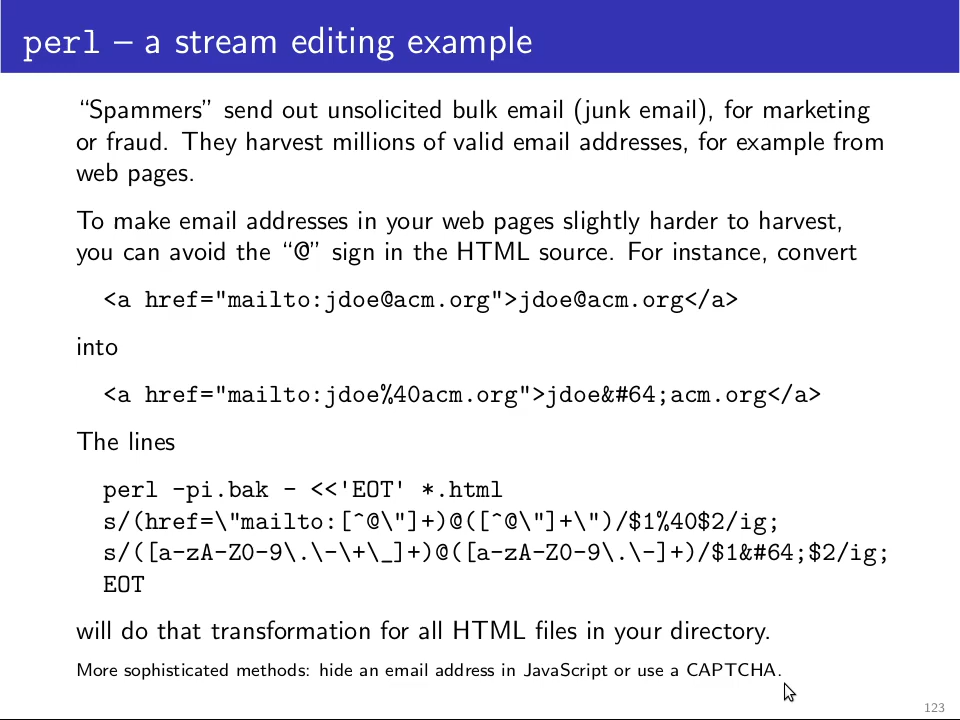 perl – a stream editing example
“Spammers” send out unsolicited bulk email (junk email), for marketing
or fraud. They harvest millions of valid email addresses, for example from
web pages.
To make email addresses in your web pages slightly harder to harvest,
you can avoid the “@” sign in the HTML source. For instance, convert
<a href="mailto:jdoe@acm.org">jdoe@acm.org</a>
into
<a href="mailto:jdoe%40acm.org">jdoe&#64;acm.org</a>
The lines
perl -pi.bak - <<'EOT' *.html
s/(href=\"mailto:[^@\"]+)@([^@\"]+\")/$1%40$2/ig;
s/([a-zA-Z0-9\.\-\+\_]+)@([a-zA-Z0-9\.\-]+)/$1&#64;$2/ig;
EOT
will do that transformation for all HTML files in your directory.
More sophisticated methods: hide an email address in JavaScript or use a CAPTCHA.
123